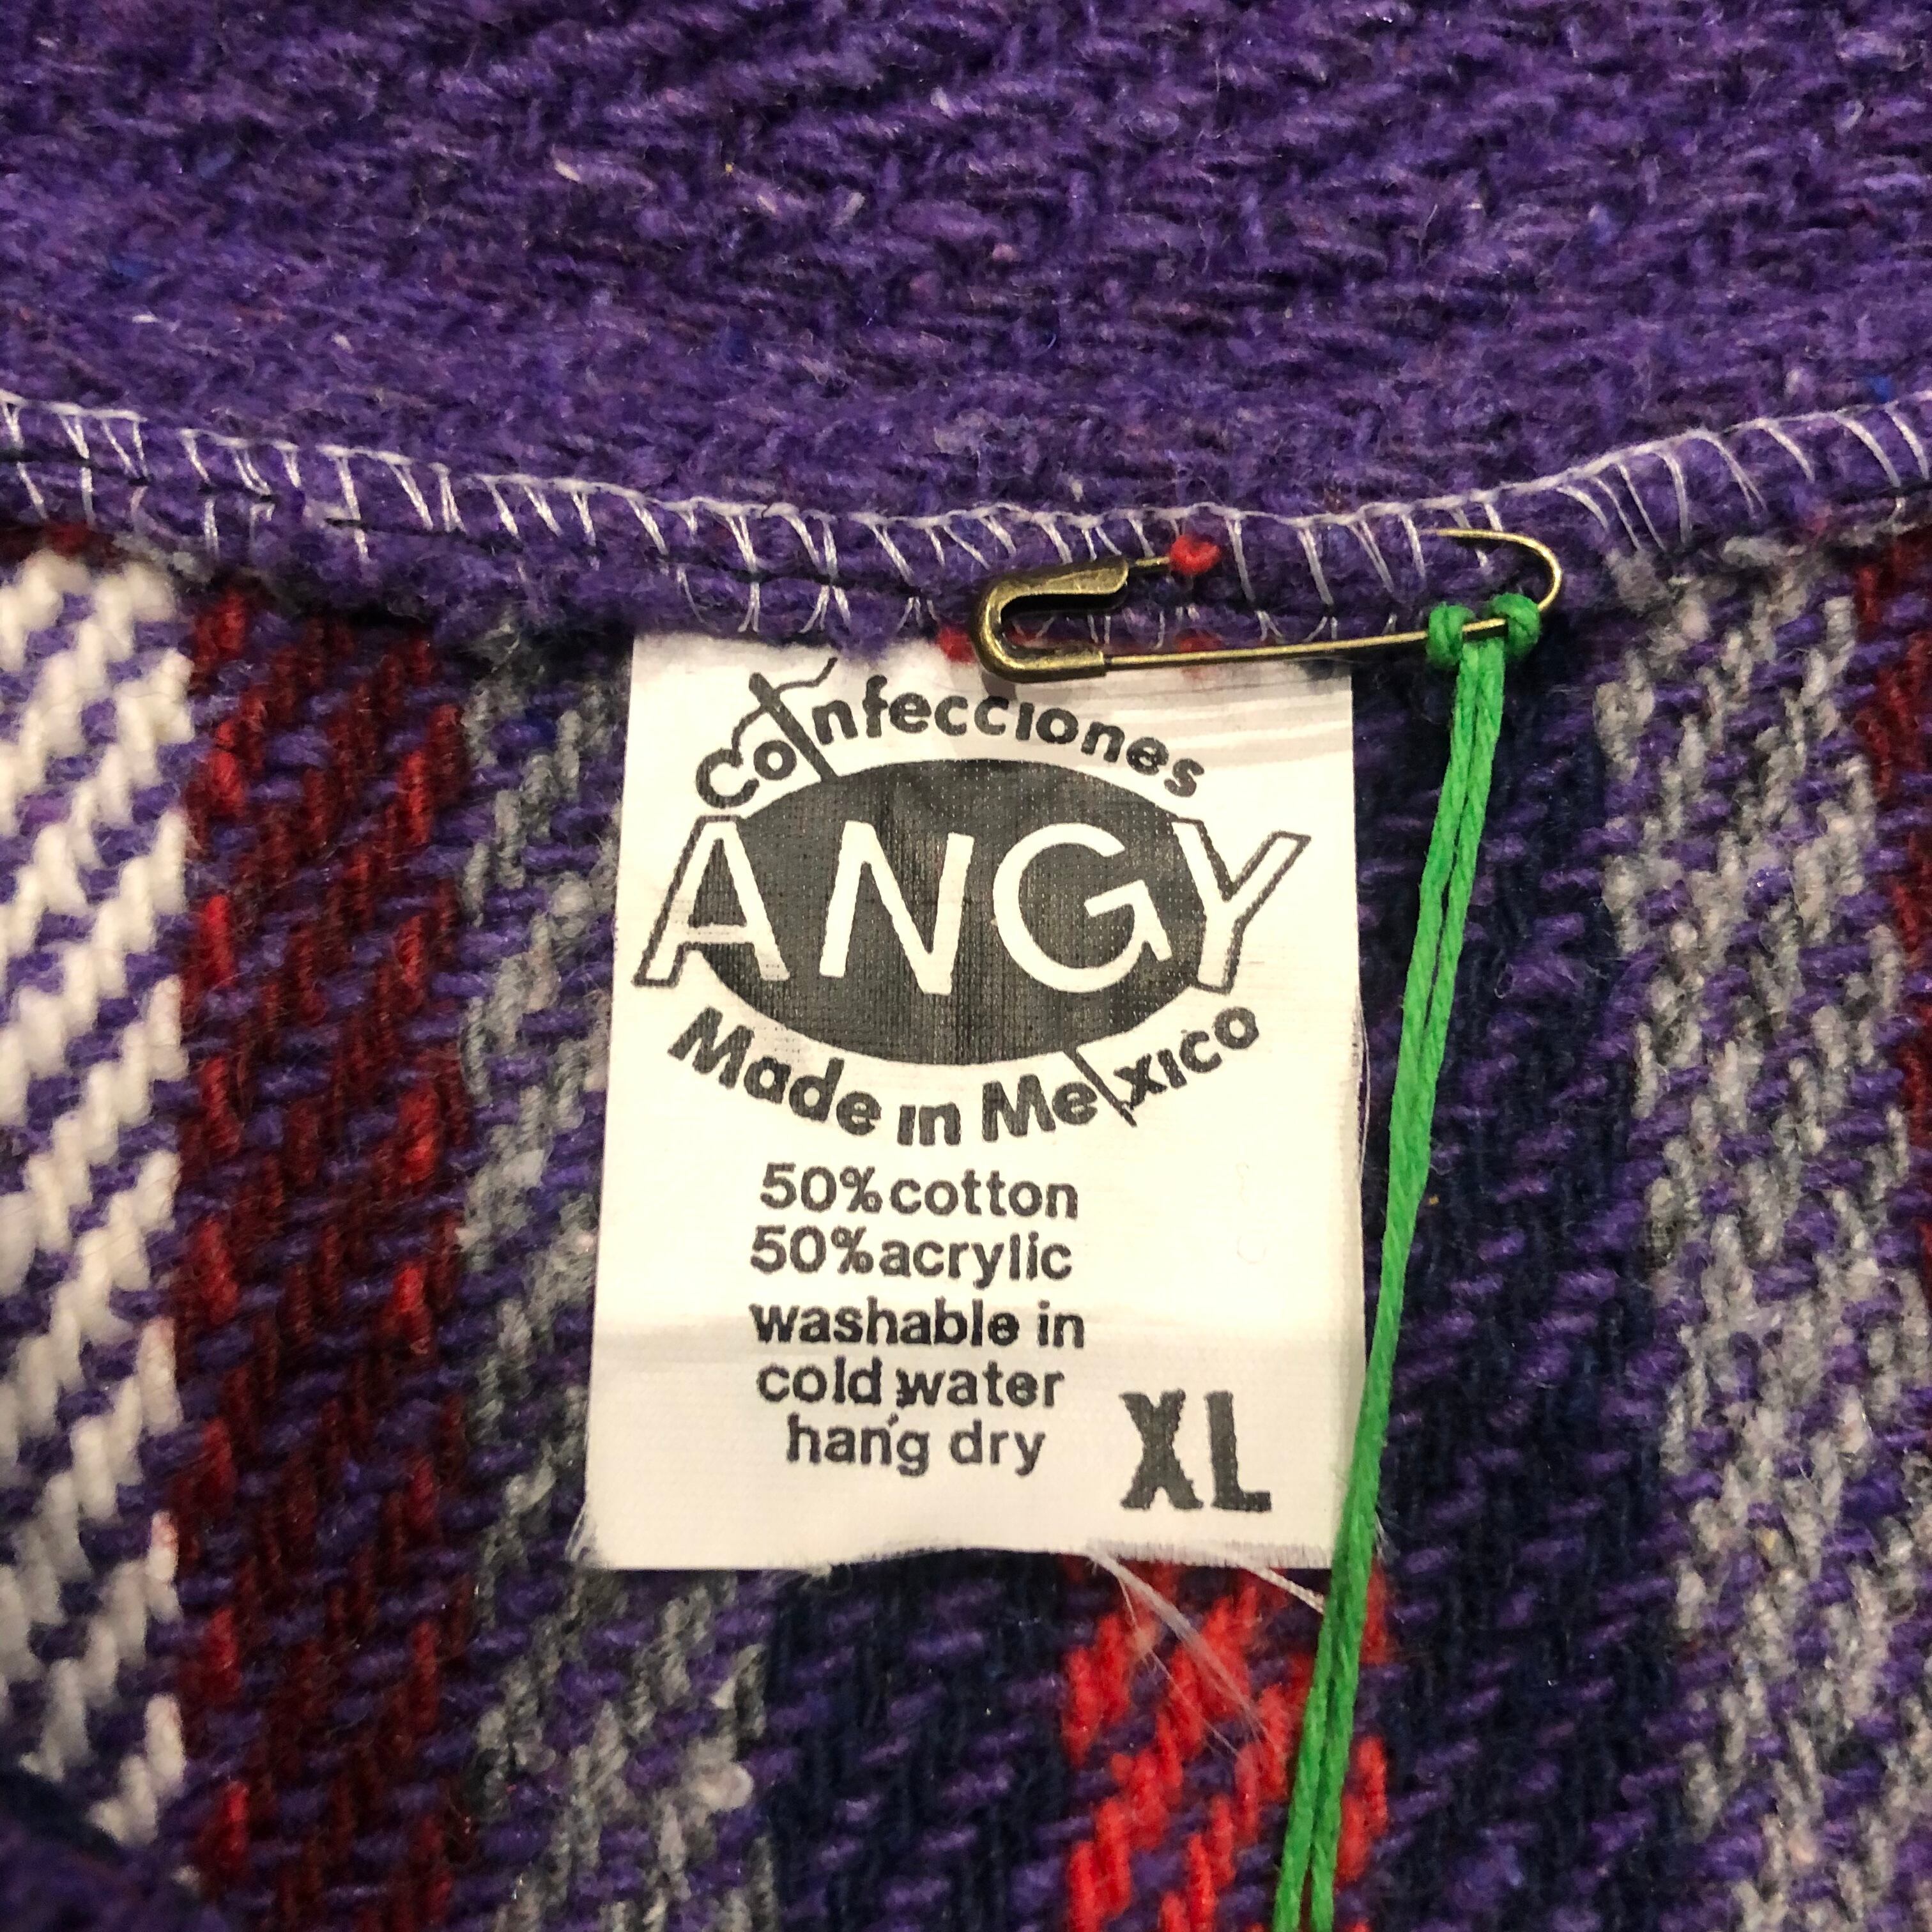 Confecciones
ANGY
Made in Mexico
50% cotton
50% acrylic
washable in
cold water
hang dry
XL